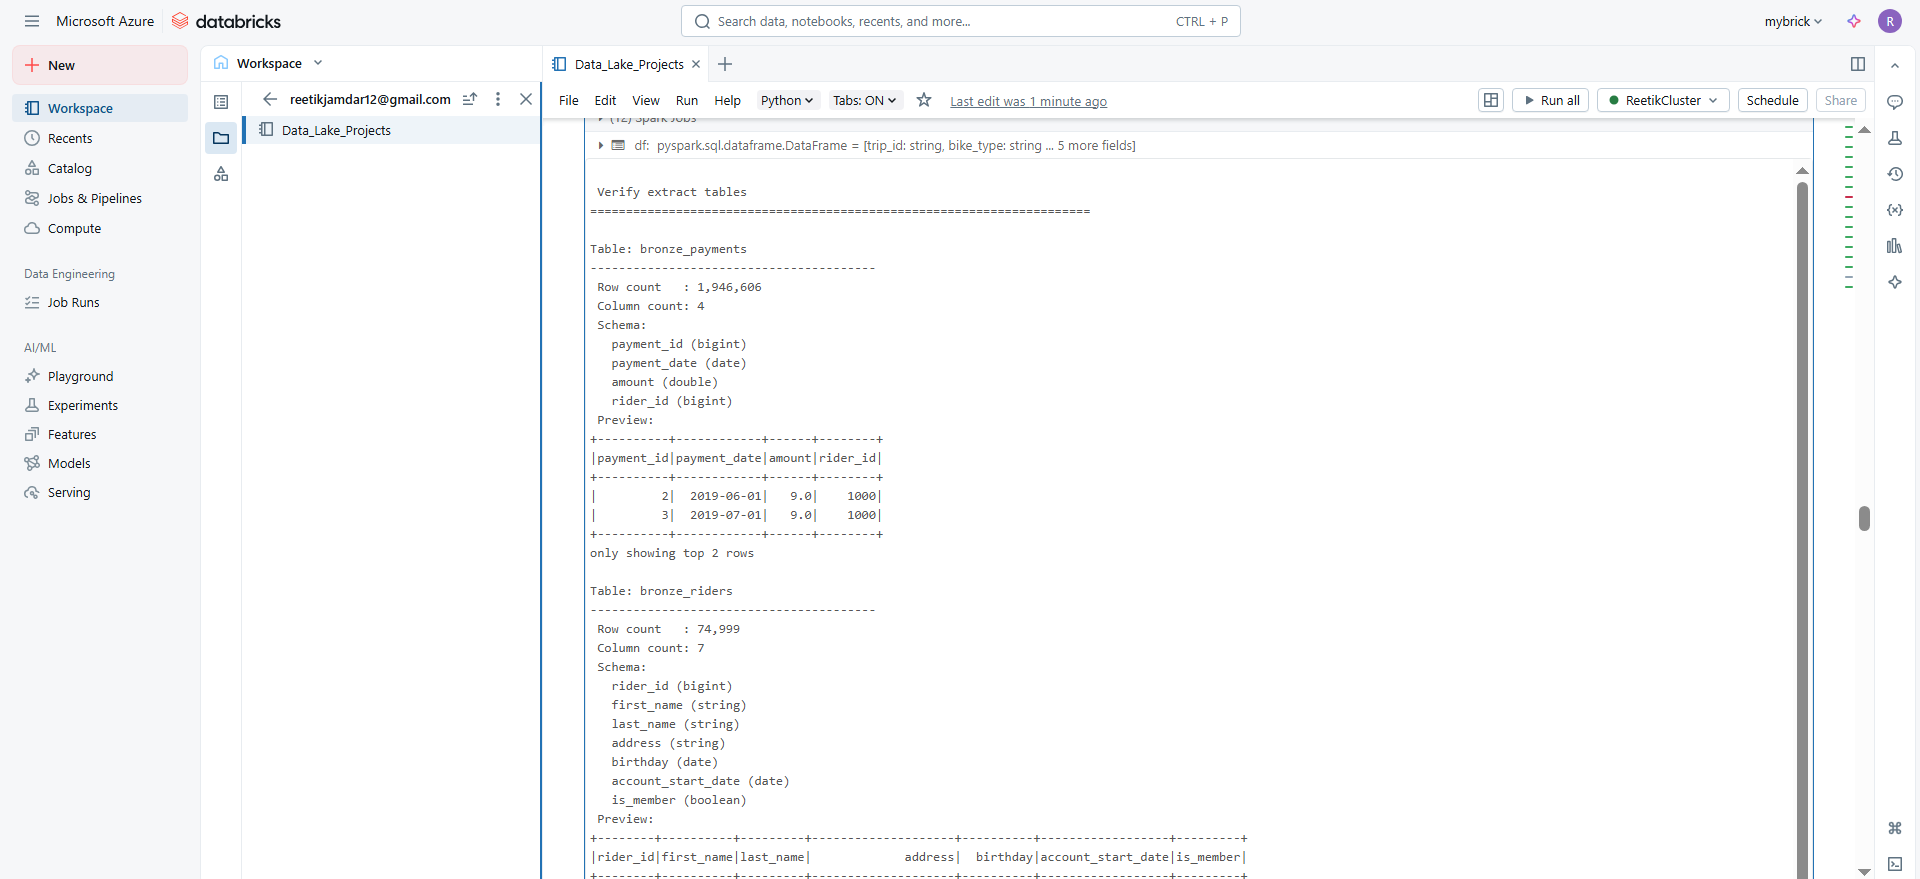 Microsoft Azure
databricks
Search data, notebooks, recents, and more...
CTRL + P
mybrick
R
New
Workspace
Recents
Catalog
Jobs & Pipelines
Compute
Data Engineering
Job Runs
AI/ML
Playground
Experiments
Features
Models
Serving
Workspace
reetikjamdar12@gmail.com
Data_Lake_Projects
Data_Lake_Projects
File Edit View Run Help Python Tabs: ON Last edit was 1 minute ago
Run all
ReetikCluster
Schedule
Share
(12) Spark Jobs
df: pyspark.sql.dataframe.DataFrame = [trip_id: string, bike_type: string ... 5 more fields]
Verify extract tables
======================================================================
Table: bronze_payments
----------------------------------------
Row count   : 1,946,606
Column count: 4
Schema:
payment_id (bigint)
payment_date (date)
amount (double)
rider_id (bigint)
Preview:
+----------+------------+------+--------+
|payment_id|payment_date|amount|rider_id|
+----------+------------+------+--------+
|         2|  2019-06-01|   9.0|    1000|
|         3|  2019-07-01|   9.0|    1000|
+----------+------------+------+--------+
only showing top 2 rows
Table: bronze_riders
----------------------------------------
Row count   : 74,999
Column count: 7
Schema:
rider_id (bigint)
first_name (string)
last_name (string)
address (string)
birthday (date)
account_start_date (date)
is_member (boolean)
Preview:
+--------+----------+---------+--------------------+----------+------------------+---------+
|rider_id|first_name|last_name|             address|  birthday|account_start_date|is_member|
+--------+----------+---------+--------------------+----------+------------------+---------+